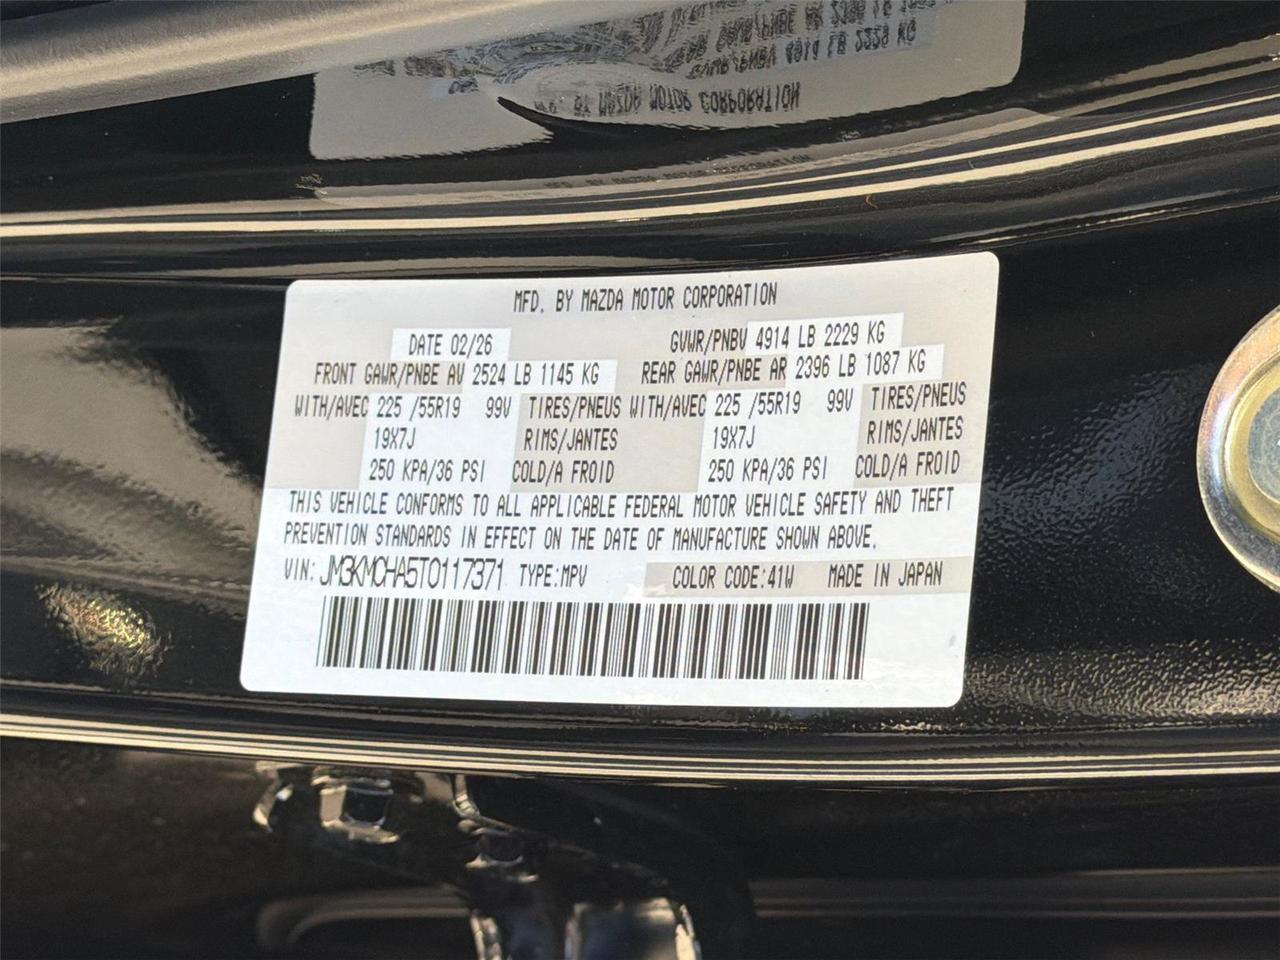 MFD. BY MAZDA MOTOR CORPORATION
DATE 02/26 GVWR/PNBV 4914 LB 2229 KG
FRONT GAWR/PNBE AV 2524 LB 1145 KG REAR GAWR/PNBE AR 2396 LB 1087 KG
WITH/AVEC 225 /55R19 99V TIRES/PNEUS WITH/AVEC 225 /55R19 99V TIRES/PNEUS
19X7J RIMS/JANTES 19X7J RIMS/JANTES
250 KPA/36 PSI COLD/A FROID 250 KPA/36 PSI COLD/A FROID
THIS VEHICLE CONFORMS TO ALL APPLICABLE FEDERAL MOTOR VEHICLE SAFETY AND THEFT
PREVENTION STANDARDS IN EFFECT ON THE DATE OF MANUFACTURE SHOWN ABOVE.
VIN: JM3KMCHA5T0117371 TYPE:MPV COLOR CODE:41W MADE IN JAPAN